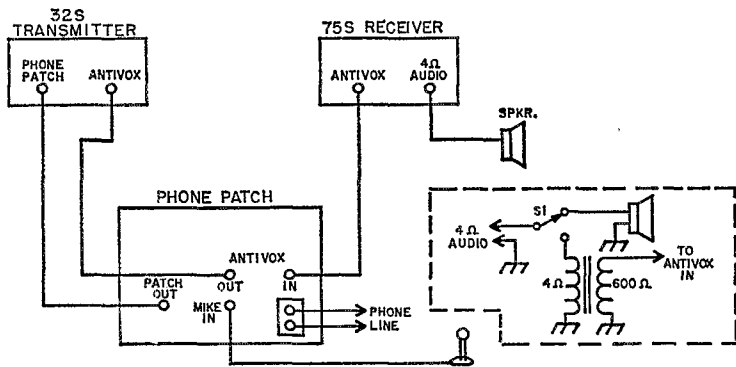 32S
TRANSMITTER
PHONE
PATCH
ANTIVOX
75S RECEIVER
ANTIVOX
4Ω
AUDIO
SPKR.
PHONE PATCH
ANTIVOX
OUT
IN
PATCH
OUT
MIKE
IN
PHONE
LINE
S1
4Ω
AUDIO
4Ω
600Ω
TO
ANTIVOX
IN